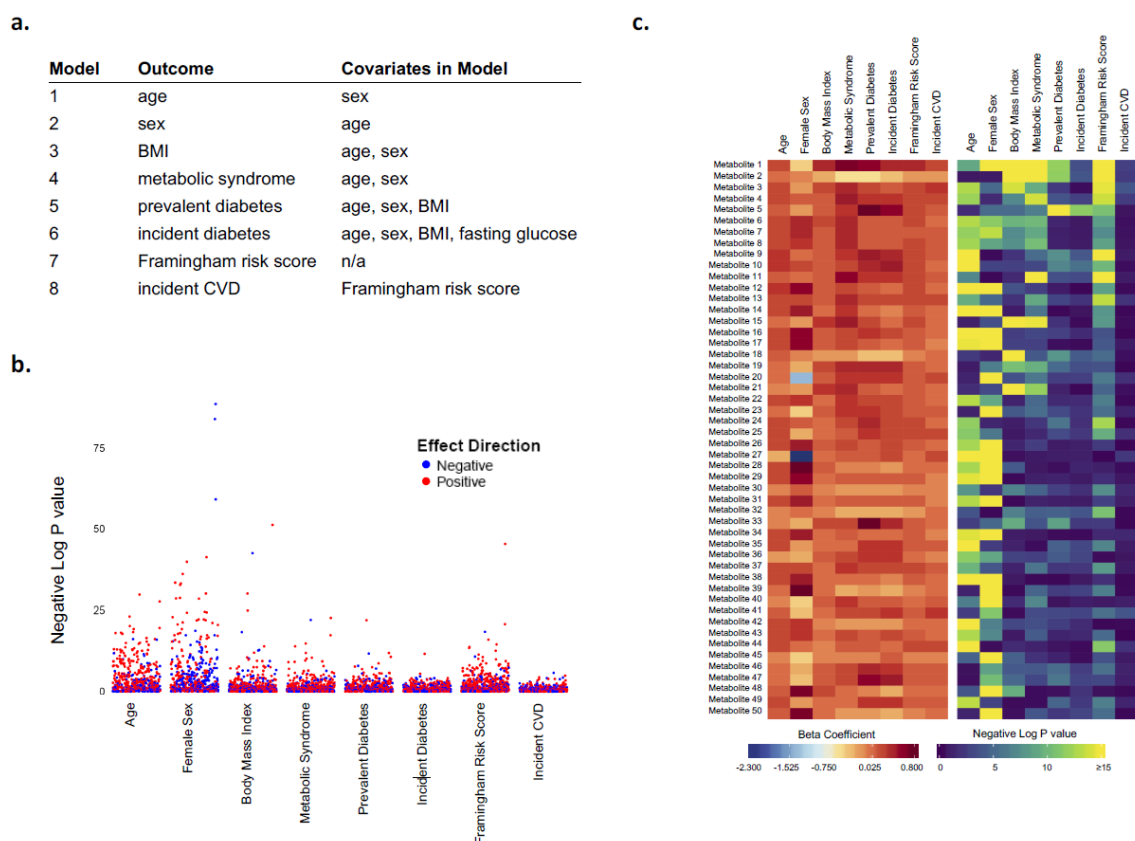 a.
Model Outcome Covariates in Model
1 age sex
2 sex age
3 BMI age, sex
4 metabolic syndrome age, sex
5 prevalent diabetes age, sex, BMI
6 incident diabetes age, sex, BMI, fasting glucose
7 Framingham risk score n/a
8 incident CVD Framingham risk score
b.
Negative Log P value
75
50
25
0
Effect Direction
Negative
Positive
Age
Female Sex
Body Mass Index
Metabolic Syndrome
Prevalent Diabetes
Incident Diabetes
Framingham Risk Score
Incident CVD
c.
Age
Female Sex
Body Mass Index
Metabolic Syndrome
Prevalent Diabetes
Incident Diabetes
Framingham Risk Score
Incident CVD
Age
Female Sex
Body Mass Index
Metabolic Syndrome
Prevalent Diabetes
Incident Diabetes
Framingham Risk Score
Incident CVD
Metabolite 1
Metabolite 2
Metabolite 3
Metabolite 4
Metabolite 5
Metabolite 6
Metabolite 7
Metabolite 8
Metabolite 9
Metabolite 10
Metabolite 11
Metabolite 12
Metabolite 13
Metabolite 14
Metabolite 15
Metabolite 16
Metabolite 17
Metabolite 18
Metabolite 19
Metabolite 20
Metabolite 21
Metabolite 22
Metabolite 23
Metabolite 24
Metabolite 25
Metabolite 26
Metabolite 27
Metabolite 28
Metabolite 29
Metabolite 30
Metabolite 31
Metabolite 32
Metabolite 33
Metabolite 34
Metabolite 35
Metabolite 36
Metabolite 37
Metabolite 38
Metabolite 39
Metabolite 40
Metabolite 41
Metabolite 42
Metabolite 43
Metabolite 44
Metabolite 45
Metabolite 46
Metabolite 47
Metabolite 48
Metabolite 49
Metabolite 50
Beta Coefficient
-2.300 -1.525 -0.750 0.025 0.800
Negative Log P value
0 5 10 ≥15